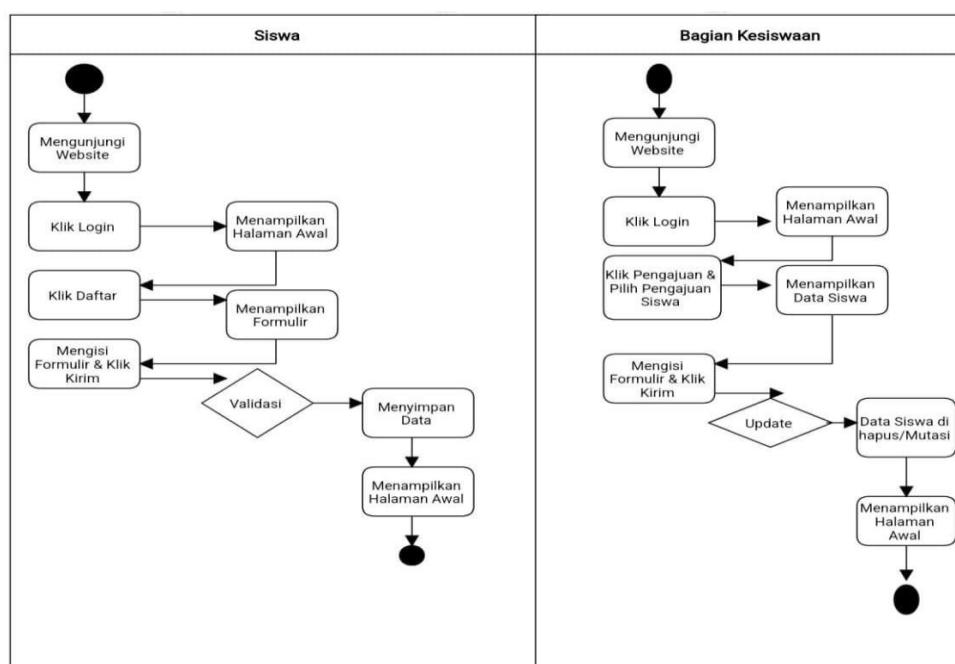 Siswa
Bagian Kesiswaan
Mengunjungi
Website
Klik Login
Menampilkan
Halaman Awal
Klik Daftar
Menampilkan
Formulir
Mengisi
Formulir & Klik
Kirim
Validasi
Menyimpan
Data
Menampilkan
Halaman Awal
Mengunjungi
Website
Klik Login
Menampilkan
Halaman Awal
Klik Pengajuan &
Pilih Pengajuan
Siswa
Menampilkan
Data Siswa
Mengisi
Formulir & Klik
Kirim
Update
Data Siswa di
hapus/Mutasi
Menampilkan
Halaman
Awal